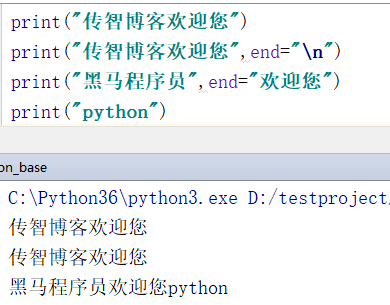 print("传智博客欢迎您")
print("传智博客欢迎您",end="\n")
print("黑马程序员",end="欢迎您")
print("python")
on_base
C:\Python36\python3.exe D:/testproject/
传智博客欢迎您
传智博客欢迎您
黑马程序员欢迎您python